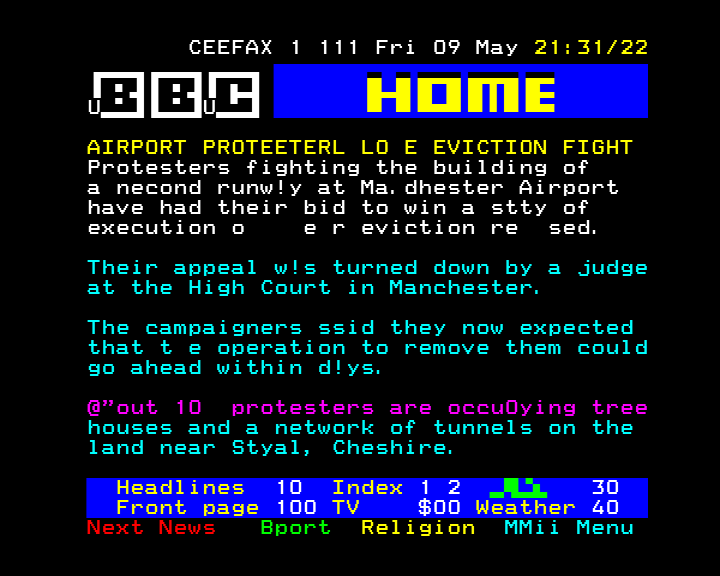 CEEFAX 1 111 Fri 09 May 21:31/22
BBC HOME
AIRPORT PROTEETERL LO E EVICTION FIGHT
Protesters fighting the building of
a necond runw!y at Ma.dhester Airport
have had their bid to win a stty of
execution o e r eviction re sed.
Their appeal w!s turned down by a judge
at the High Court in Manchester.
The campaigners ssid they now expected
that t e operation to remove them could
go ahead within d!ys.
@”out 10 protesters are occu0ying tree
houses and a network of tunnels on the
land near Styal, Cheshire.
Headlines 10 Index 1 2 30
Front page 100 TV $00 Weather 40
Next News Bport Religion MMii Menu